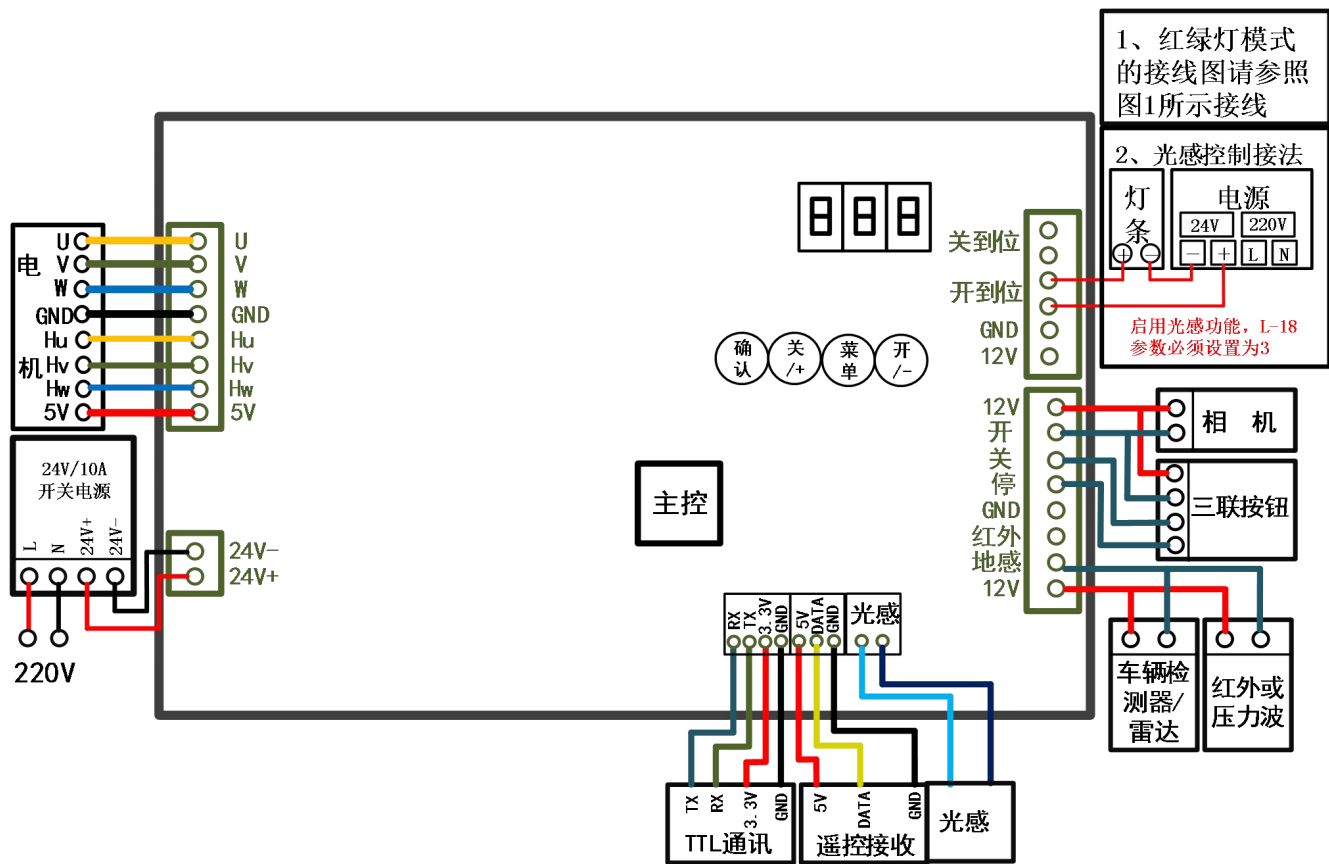 1、红绿灯模式
的接线图请参照
图1所示接线
2、光感控制接法
灯
条
电源
24V
220V
+
−
−
+
L
N
启用光感功能，L-18
参数必须设置为3
关到位
开到位
GND
12V
电
机
U
V
W
GND
Hu
Hv
Hw
5V
U
V
W
GND
Hu
Hv
Hw
5V
确
认
关
/+
菜
单
开
/-
12V
开
关
停
GND
红外
地感
12V
相 机
三联按钮
24V/10A
开关电源
L
N
24V+
24V-
24V-
24V+
220V
主控
RX
TX
3.3V
GND
5V
DATA
GND
光感
车辆检
测器/
雷达
红外或
压力波
TX
RX
3.3V
GND
TTL通讯
5V
DATA
GND
遥控接收
光感